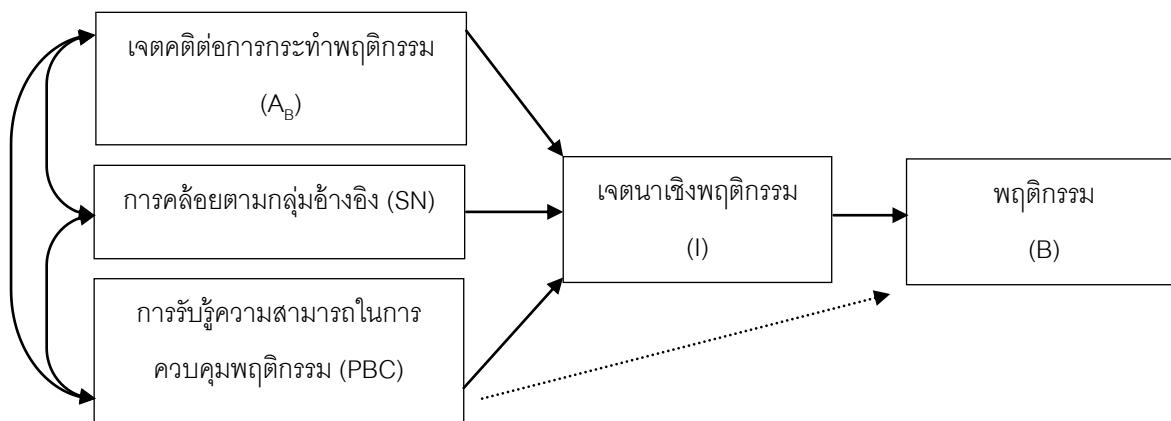 เจตคติต่อการกระทำพฤติกรรม
(A_B)
การคล้อยตามกลุ่มอ้างอิง (SN)
การรับรู้ความสามารถในการ
ควบคุมพฤติกรรม (PBC)
เจตนาเชิงพฤติกรรม
(I)
พฤติกรรม
(B)